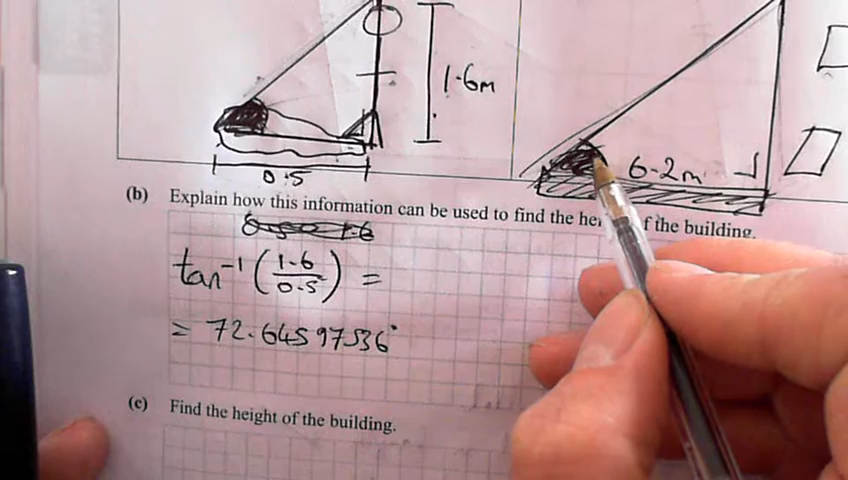 1.6m
6.2m
0.5
(b) Explain how this information can be used to find the of the building.
tan⁻¹ (1.6/0.5) =
= 72.64597536°
(c) Find the height of the building.